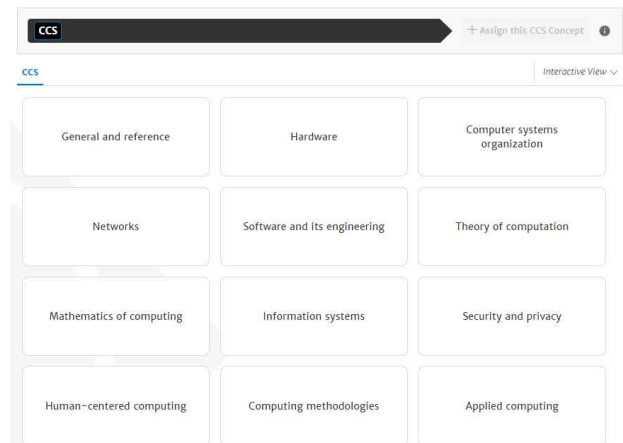 CCS
+ Assign this CCS Concept i
CCS
Interactive View
General and reference
Hardware
Computer systems
organization
Networks
Software and its engineering
Theory of computation
Mathematics of computing
Information systems
Security and privacy
Human-centered computing
Computing methodologies
Applied computing